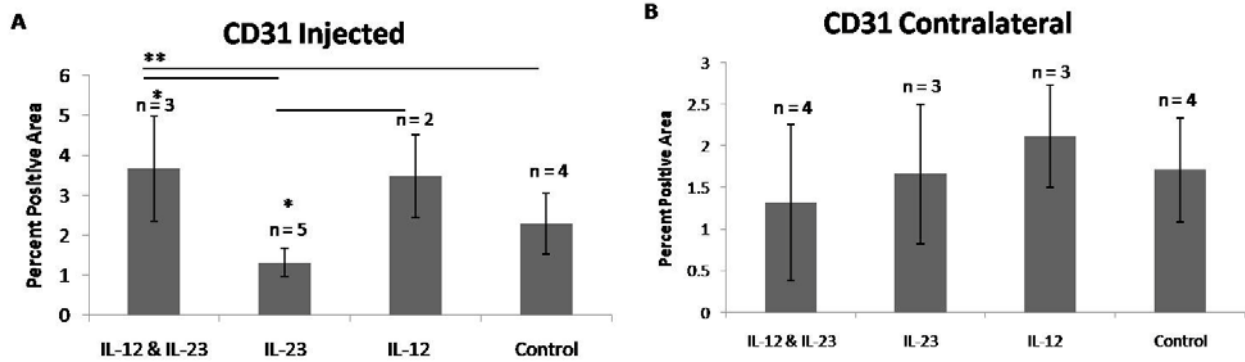 A
CD31 Injected
**
6
5
4
3
2
1
0
Percent Positive Area
*
n = 3
*
n = 5
n = 2
n = 4
IL-12 & IL-23
IL-23
IL-12
Control
B
CD31 Contralateral
3
2.5
2
1.5
1
0.5
0
Percent Positive Area
n = 4
n = 3
n = 3
n = 4
IL-12 & IL-23
IL-23
IL-12
Control